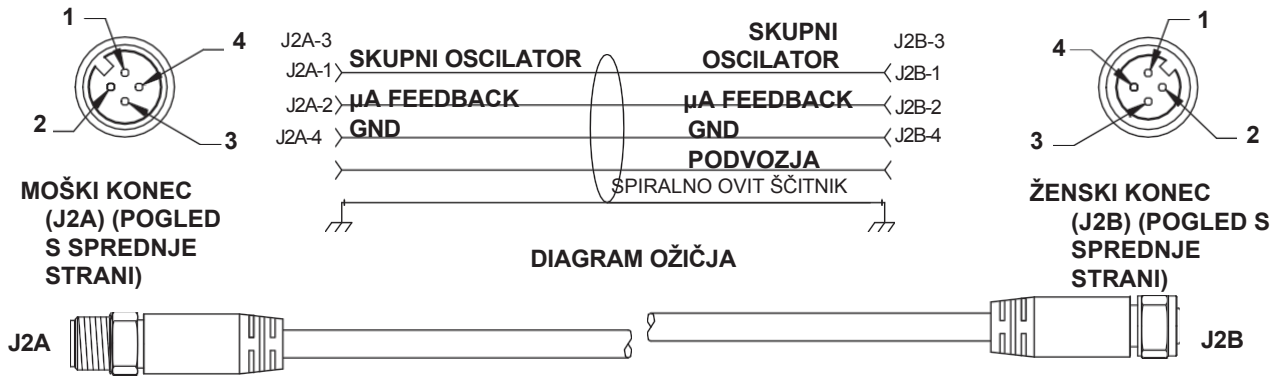 1
4
2
3
MOŠKI KONEC
(J2A) (POGLED
S SPREDNJE
STRANI)
J2A-3
J2A-1
J2A-2
J2A-4
SKUPNI OSCILATOR
µA FEEDBACK
GND
SKUPNI
OSCILATOR
µA FEEDBACK
GND
PODVOZJA
SPIRALNO OVIT ŠČITNIK
J2B-3
J2B-1
J2B-2
J2B-4
DIAGRAM OŽIČJA
1
4
3
2
ŽENSKI KONEC
(J2B) (POGLED S
SPREDNJE
STRANI)
J2A
J2B